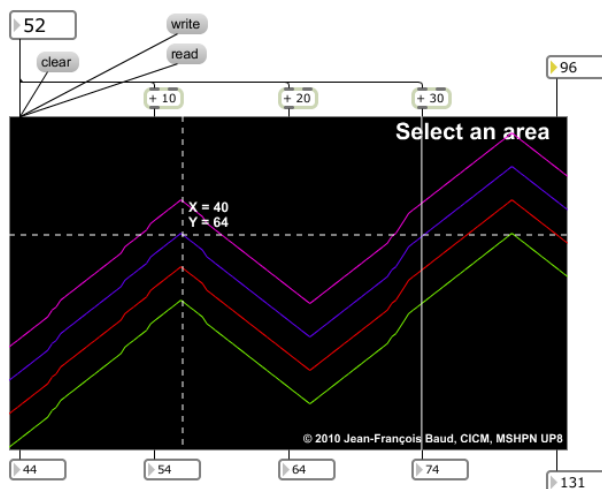 52
write
clear
read
96
+ 10
+ 20
+ 30
Select an area
X = 40
Y = 64
© 2010 Jean-François Baud, CICM, MSHPN UP8
44
54
64
74
131